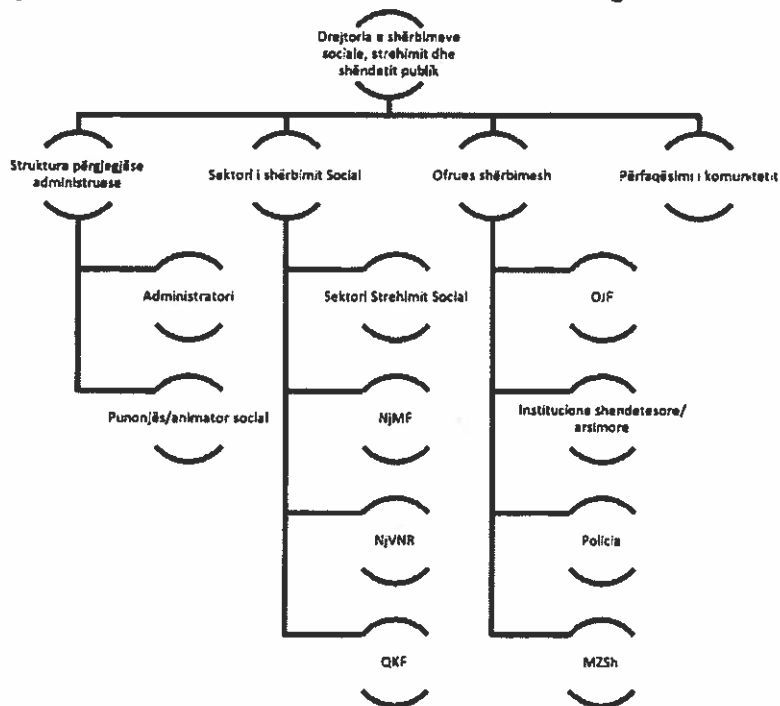 Drejtoria e shërbimeve
sociale, strehimit dhe
shëndetit publik
Struktura përgjegjëse
administruese
Sektori i shërbimit Social
Ofrues shërbimesh
Përfaqësimi i komunitetit
Administratori
Punonjës/animator social
Sektori Strehimit Social
NjMF
NjVNR
QKF
OJF
Institucione shendetesore/
arsimore
Policia
MZSh